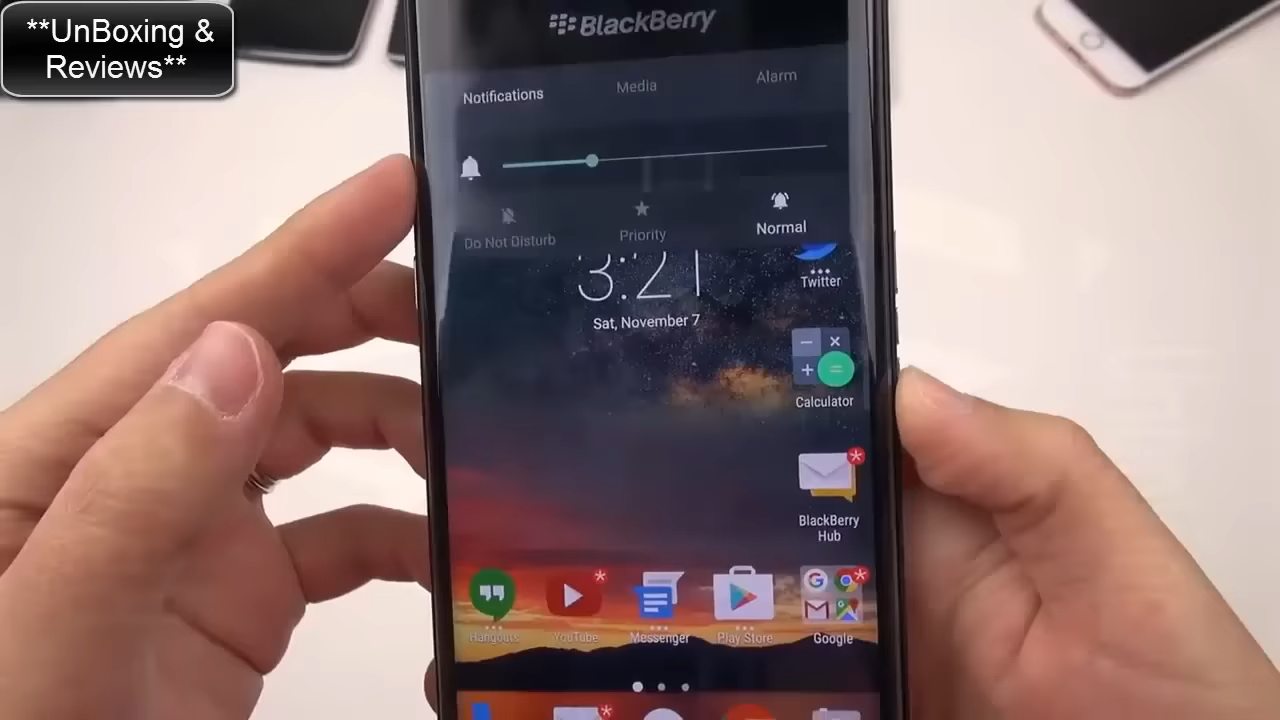 **UnBoxing &
Reviews**
BlackBerry
Notifications Media Alarm
Do Not Disturb Priority Normal
3:21
Sat, November 7
Twitter
Calculator
BlackBerry
Hub
Hangouts YouTube Messenger Play Store Google